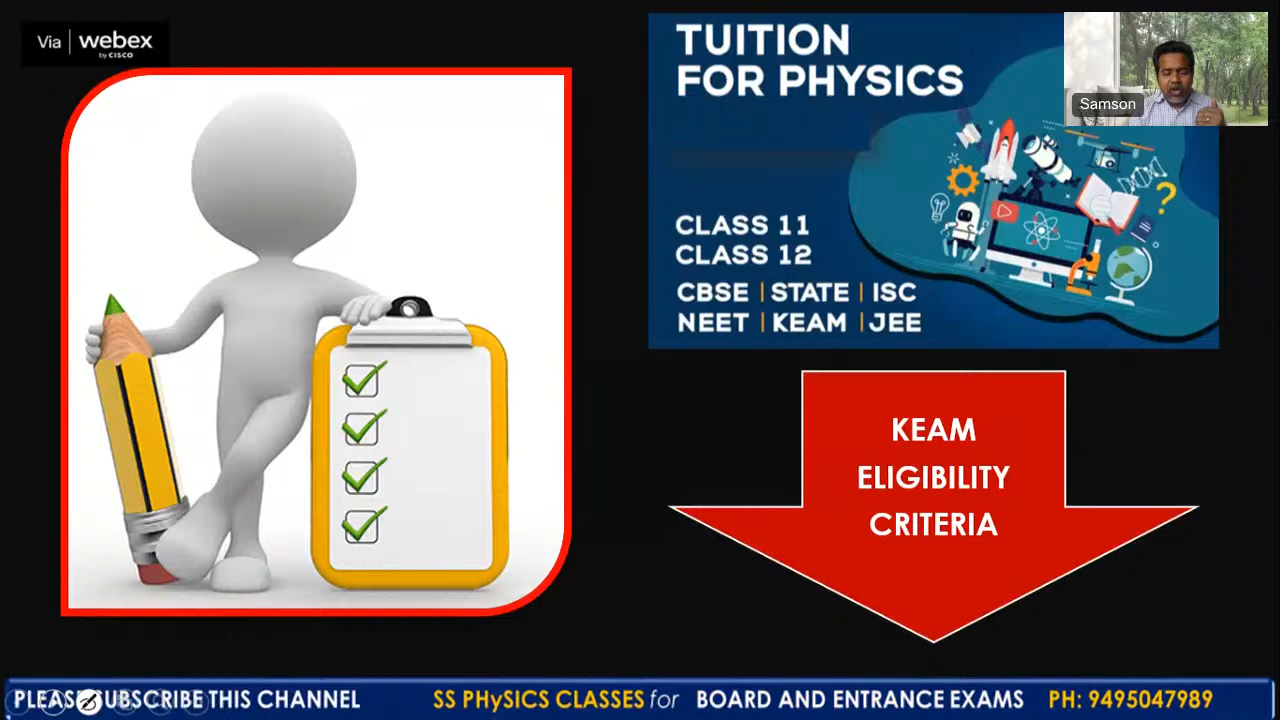 Via | webex
by CISCO
TUITION
FOR PHYSICS
Samson
CLASS 11
CLASS 12
CBSE | STATE | ISC
NEET | KEAM | JEE
?
KEAM
ELIGIBILITY
CRITERIA
PLEASE SUBSCRIBE THIS CHANNEL SS PHySICS CLASSES for BOARD AND ENTRANCE EXAMS PH: 9495047989